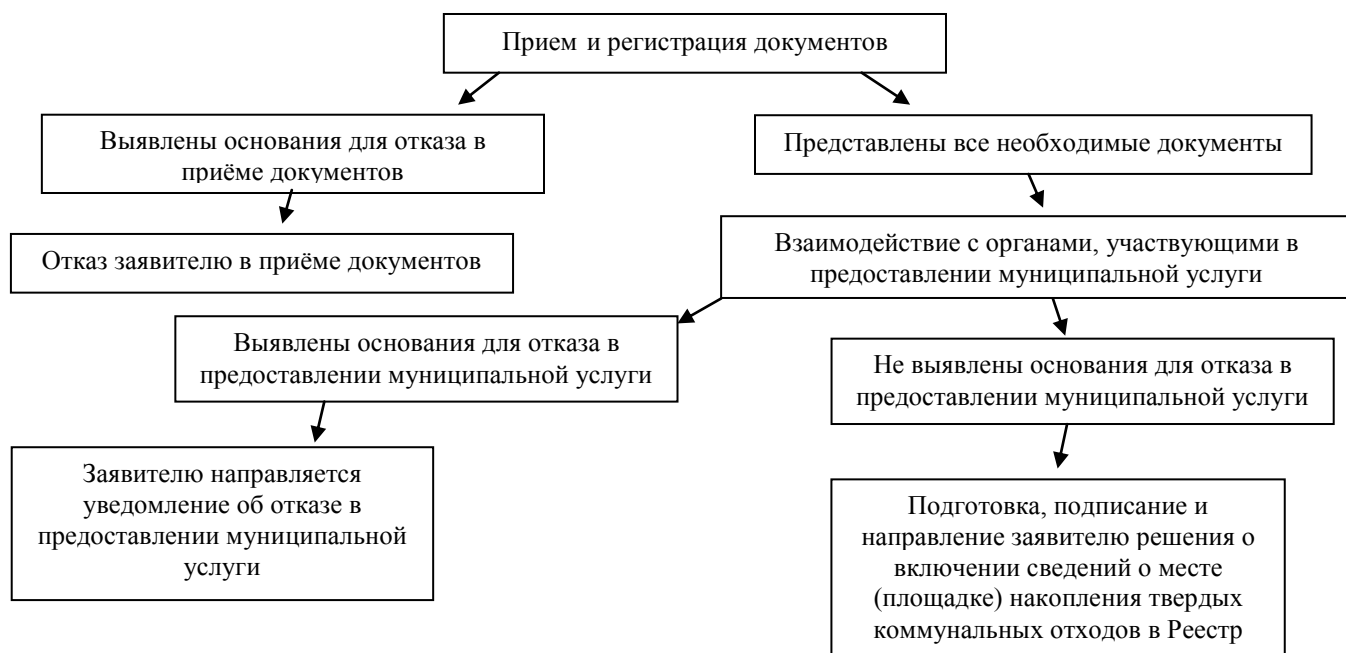 Прием и регистрация документов
Выявлены основания для отказа в
приёме документов
Представлены все необходимые документы
Отказ заявителю в приёме документов
Взаимодействие с органами, участвующими в
предоставлении муниципальной услуги
Выявлены основания для отказа в
предоставлении муниципальной услуги
Не выявлены основания для отказа в
предоставлении муниципальной услуги
Заявителю направляется
уведомление об отказе в
предоставлении муниципальной
услуги
Подготовка, подписание и
направление заявителю решения о
включении сведений о месте
(площадке) накопления твердых
коммунальных отходов в Реестр